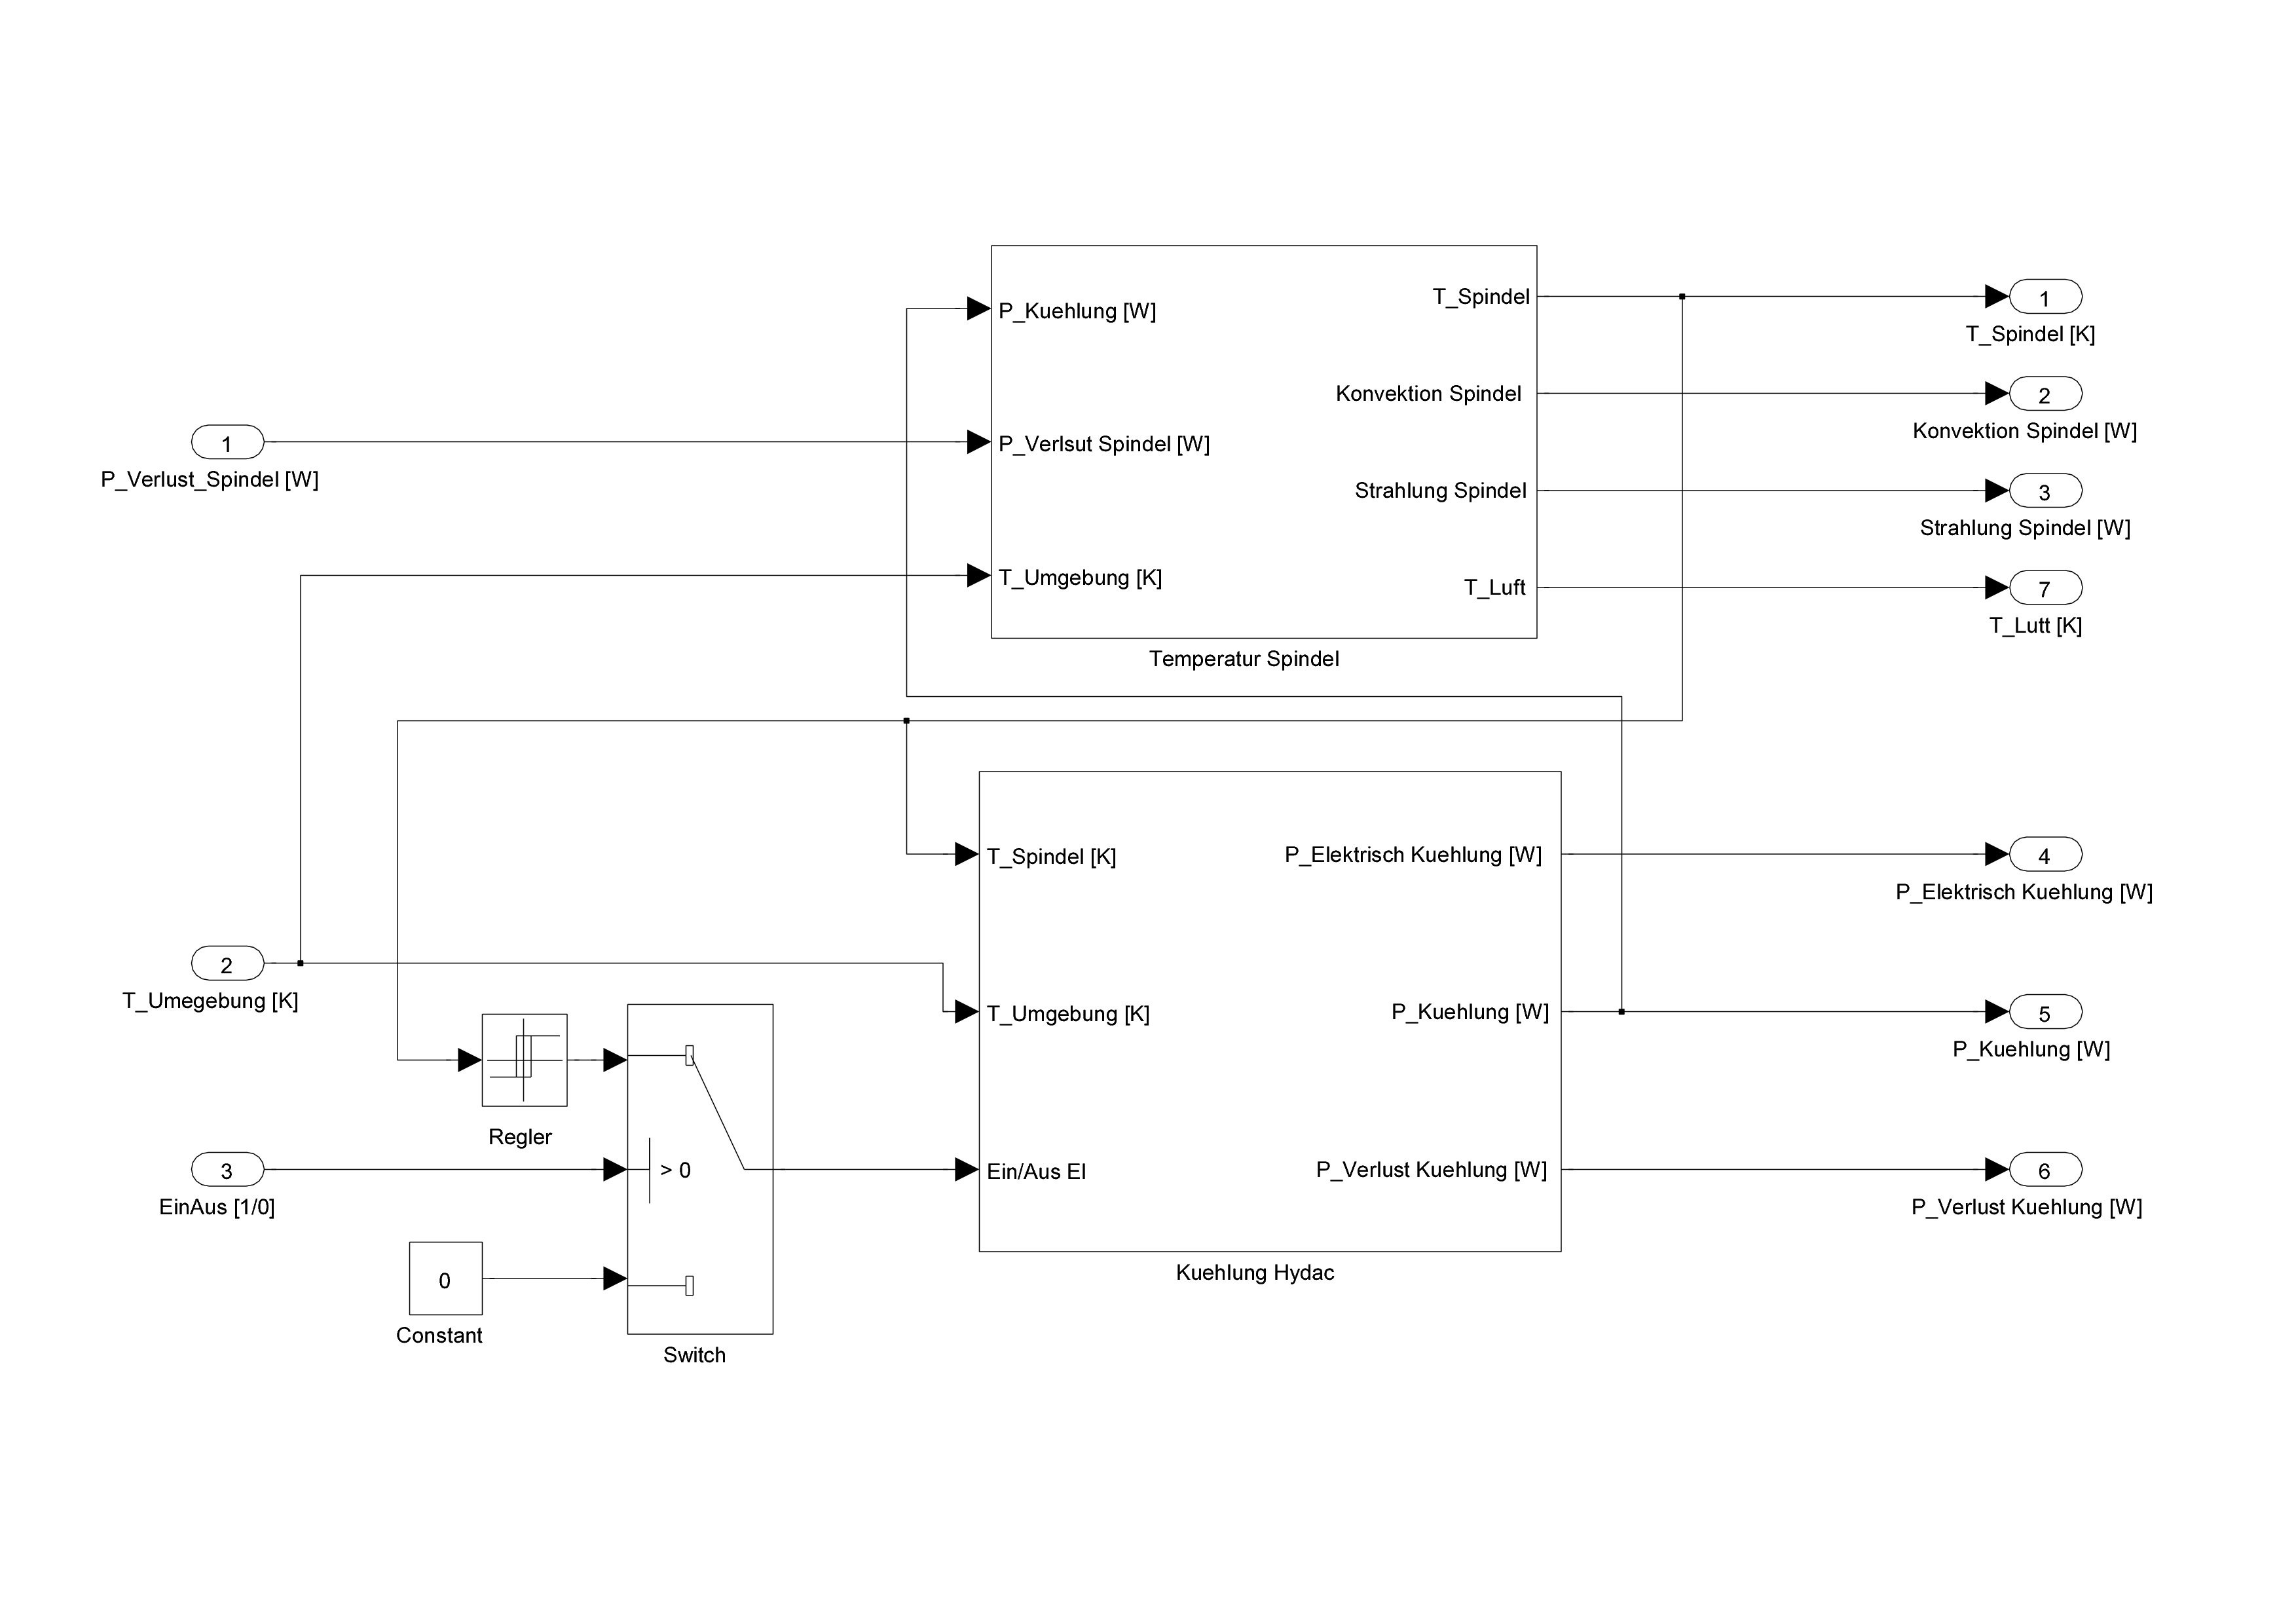 P_Kuehlung [W]
T_Spindel
1
T_Spindel [K]
Konvektion Spindel
2
Konvektion Spindel [W]
1
P_Verlust_Spindel [W]
P_Verlsut Spindel [W]
Strahlung Spindel
3
Strahlung Spindel [W]
T_Umgebung [K]
T_Luft
7
T_Lutt [K]
Temperatur Spindel
T_Spindel [K]
P_Elektrisch Kuehlung [W]
4
P_Elektrisch Kuehlung [W]
2
T_Umegebung [K]
T_Umgebung [K]
P_Kuehlung [W]
5
P_Kuehlung [W]
Regler
3
EinAus [1/0]
> 0
Ein/Aus EI
P_Verlust Kuehlung [W]
6
P_Verlust Kuehlung [W]
Kuehlung Hydac
0
Constant
Switch